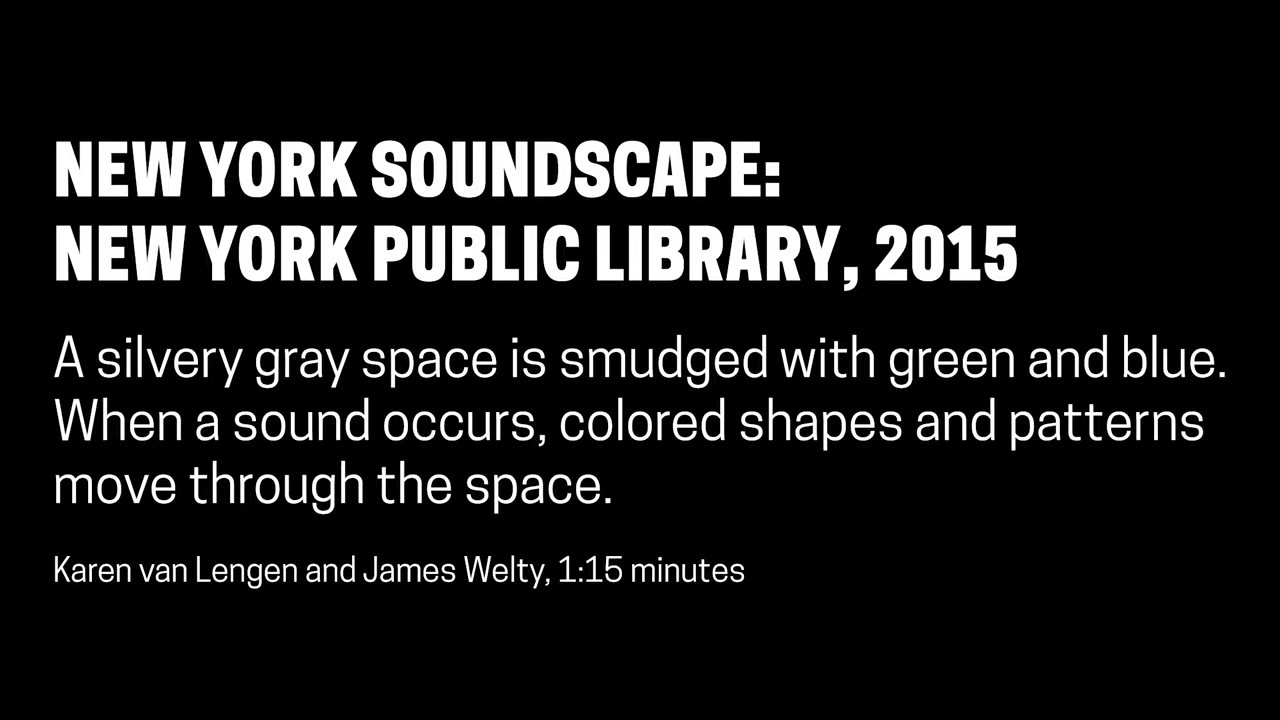 NEW YORK SOUNDSCAPE:
NEW YORK PUBLIC LIBRARY, 2015
A silvery gray space is smudged with green and blue.
When a sound occurs, colored shapes and patterns
move through the space.
Karen van Lengen and James Welty, 1:15 minutes